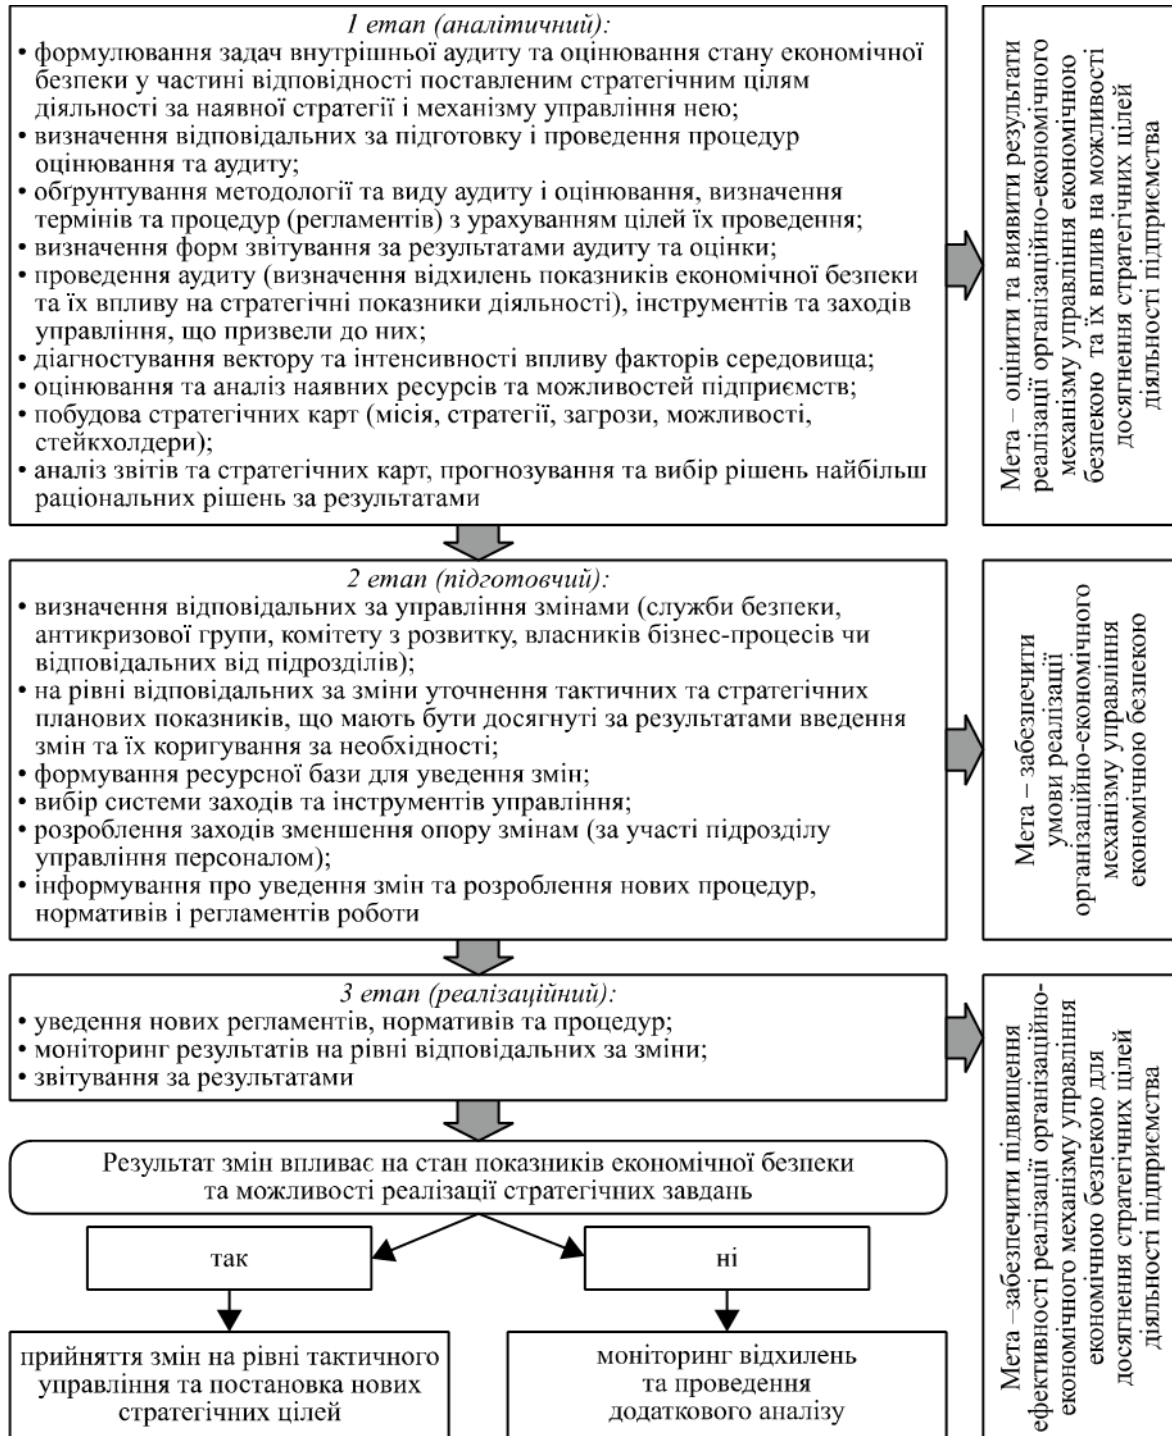 1 етап (аналітичний):
• формулювання задач внутрішньої аудиту та оцінювання стану економічної
безпеки у частині відповідності поставленим стратегічним цілям
діяльності за наявної стратегії і механізму управління нею;
• визначення відповідальних за підготовку і проведення процедур
оцінювання та аудиту;
• обґрунтування методології та виду аудиту і оцінювання, визначення
термінів та процедур (регламентів) з урахуванням цілей їх проведення;
• визначення форм звітування за результатами аудиту та оцінки;
• проведення аудиту (визначення відхилень показників економічної безпеки
та їх впливу на стратегічні показники діяльності), інструментів та заходів
управління, що призвели до них;
• діагностування вектору та інтенсивності впливу факторів середовища;
• оцінювання та аналіз наявних ресурсів та можливостей підприємств;
• побудова стратегічних карт (місія, стратегії, загрози, можливості,
стейкхолдери);
• аналіз звітів та стратегічних карт, прогнозування та вибір рішень найбільш
раціональних рішень за результатами
Мета – оцінити та виявити результати
реалізації організаційно-економічного
механізму управління економічною
безпекою та їх вплив на можливості
досягнення стратегічних цілей
діяльності підприємства
2 етап (підготовчий):
• визначення відповідальних за управління змінами (служби безпеки,
антикризової групи, комітету з розвитку, власників бізнес-процесів чи
відповідальних від підрозділів);
• на рівні відповідальних за зміни уточнення тактичних та стратегічних
планових показників, що мають бути досягнуті за результатами введення
змін та їх коригування за необхідності;
• формування ресурсної бази для уведення змін;
• вибір системи заходів та інструментів управління;
• розроблення заходів зменшення опору змінам (за участі підрозділу
управління персоналом);
• інформування про уведення змін та розроблення нових процедур,
нормативів і регламентів роботи
Мета – забезпечити
умови реалізації
організаційно-економічного
механізму управління
економічною безпекою
3 етап (реалізаційний):
• уведення нових регламентів, нормативів та процедур;
• моніторинг результатів на рівні відповідальних за зміни;
• звітування за результатами
Мета –забезпечити підвищення
ефективності реалізації організаційно-
економічного механізму управління
економічною безпекою для
досягнення стратегічних цілей
діяльності підприємства
Результат змін впливає на стан показників економічної безпеки
та можливості реалізації стратегічних завдань
так
ні
прийняття змін на рівні тактичного
управління та постановка нових
стратегічних цілей
моніторинг відхилень
та проведення
додаткового аналізу